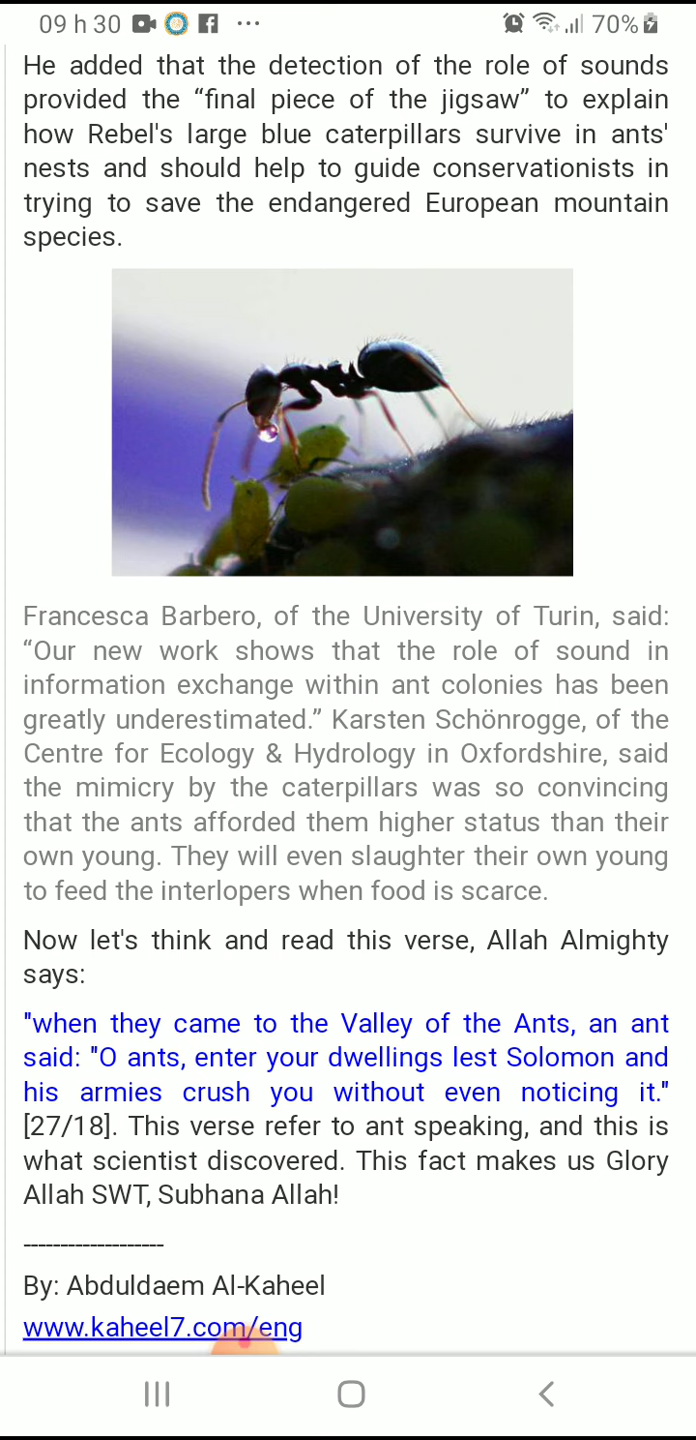 09 h 30 70%
He added that the detection of the role of sounds
provided the “final piece of the jigsaw” to explain
how Rebel's large blue caterpillars survive in ants'
nests and should help to guide conservationists in
trying to save the endangered European mountain
species.
Francesca Barbero, of the University of Turin, said:
“Our new work shows that the role of sound in
information exchange within ant colonies has been
greatly underestimated.” Karsten Schönrogge, of the
Centre for Ecology & Hydrology in Oxfordshire, said
the mimicry by the caterpillars was so convincing
that the ants afforded them higher status than their
own young. They will even slaughter their own young
to feed the interlopers when food is scarce.
Now let's think and read this verse, Allah Almighty
says:
"when they came to the Valley of the Ants, an ant
said: "O ants, enter your dwellings lest Solomon and
his armies crush you without even noticing it."
[27/18]. This verse refer to ant speaking, and this is
what scientist discovered. This fact makes us Glory
Allah SWT, Subhana Allah!
-------------------
By: Abduldaem Al-Kaheel
www.kaheel7.com/eng